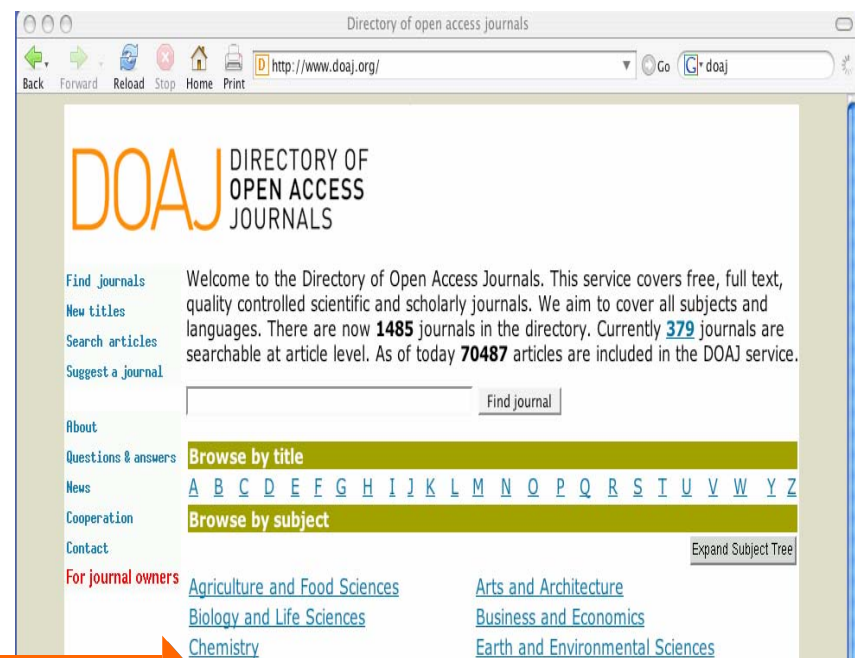 Directory of open access journals
Back Forward Reload Stop Home Print D http://www.doaj.org/ Go G doaj
DOAJ DIRECTORY OF
OPEN ACCESS
JOURNALS
Find journals
New titles
Search articles
Suggest a journal
About
Questions & answers
News
Cooperation
Contact
For journal owners
Welcome to the Directory of Open Access Journals. This service covers free, full text,
quality controlled scientific and scholarly journals. We aim to cover all subjects and
languages. There are now 1485 journals in the directory. Currently 379 journals are
searchable at article level. As of today 70487 articles are included in the DOAJ service.
Find journal
Browse by title
A B C D E F G H I J K L M N O P Q R S T U V W Y Z
Browse by subject
Expand Subject Tree
Agriculture and Food Sciences Arts and Architecture
Biology and Life Sciences Business and Economics
Chemistry Earth and Environmental Sciences